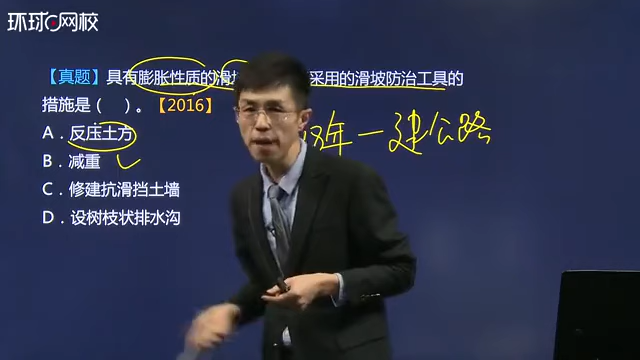 环球网校
【真题】具有膨胀性质的滑 采用的滑坡防治工具的
措施是（ ）。【2016】
年一建公路
A．反压土方
B．减重
C．修建抗滑挡土墙
D．设树枝状排水沟